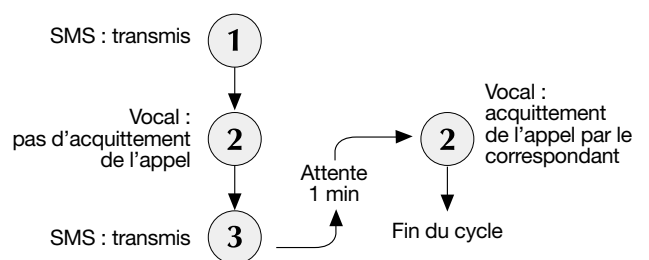 SMS : transmis
1
Vocal :
pas d’acquittement
de l’appel
2
SMS : transmis
3
Attente
1 min
2
Vocal :
acquittement
de l’appel par le
correspondant
Fin du cycle